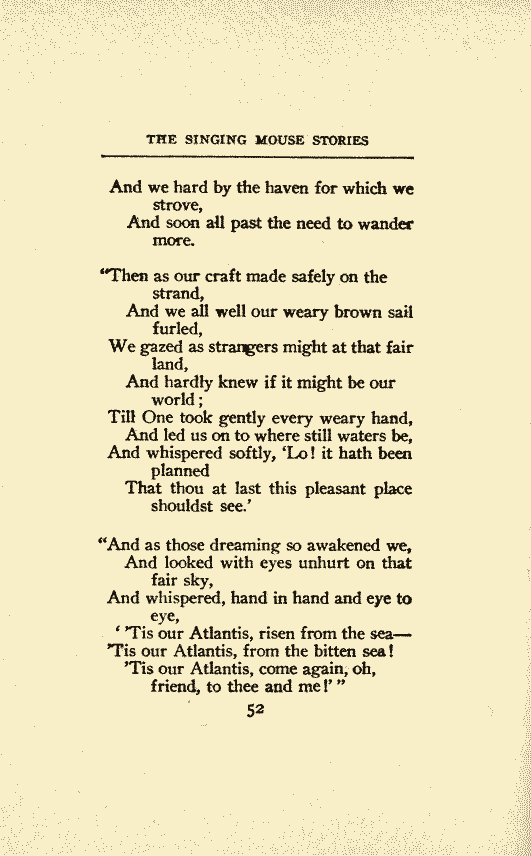 THE SINGING MOUSE STORIES
And we hard by the haven for which we
strove,
And soon all past the need to wander
more.
“Then as our craft made safely on the
strand,
And we all well our weary brown sail
furled,
We gazed as strangers might at that fair
land,
And hardly knew if it might be our
world;
Till One took gently every weary hand,
And led us on to where still waters be,
And whispered softly, ‘Lo! it hath been
planned
That thou at last this pleasant place
shouldst see.’
“And as those dreaming so awakened we,
And looked with eyes unhurt on that
fair sky,
And whispered, hand in hand and eye to
eye,
‘ ’Tis our Atlantis, risen from the sea—
’Tis our Atlantis, from the bitten sea!
’Tis our Atlantis, come again, oh,
friend, to thee and me!’ ”
52